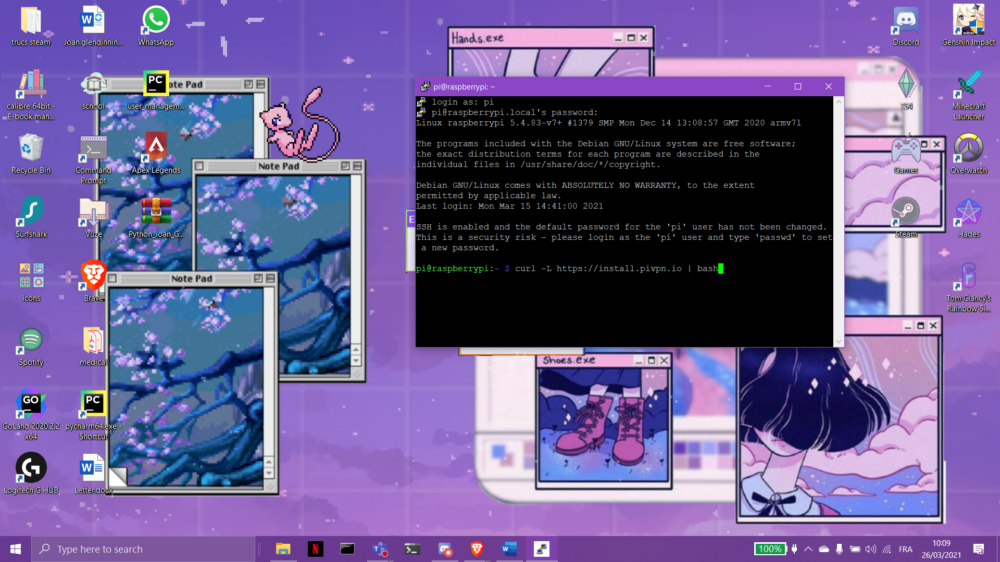 trucs steam
Joan.glendinnin...
WhatsApp
calibre 64bit -
E-book man...
school
user_managem...
Recycle Bin
Command
Prompt
Apex Legends
Surfshark
Vuze
Python_Joan_G...
icons
Brave
Spotify
medical
GoLand 2020.2.2
x64
pycharm64.exe -
Shortcut
Logitech G HUB
Letter.docx
ote Pad
Note Pad
Note Pad
Hands.exe
pi@raspberrypi: ~
login as: pi
pi@raspberrypi.local's password:
Linux raspberrypi 5.4.83-v7+ #1379 SMP Mon Dec 14 13:08:57 GMT 2020 armv7l
The programs included with the Debian GNU/Linux system are free software;
the exact distribution terms for each program are described in the
individual files in /usr/share/doc/*/copyright.
Debian GNU/Linux comes with ABSOLUTELY NO WARRANTY, to the extent
permitted by applicable law.
Last login: Mon Mar 15 14:41:00 2021
SSH is enabled and the default password for the 'pi' user has not been changed.
This is a security risk - please login as the 'pi' user and type 'passwd' to set
a new password.
pi@raspberrypi:~ $ curl -L https://install.pivpn.io | bash
Shoes.exe
Discord
Genshin Impact
TS4
Minecraft
Launcher
Games
Overwatch
Steam
Hades
Tom Clancy's
Rainbow Si...
Type here to search
100%
FRA
10:09
26/03/2021